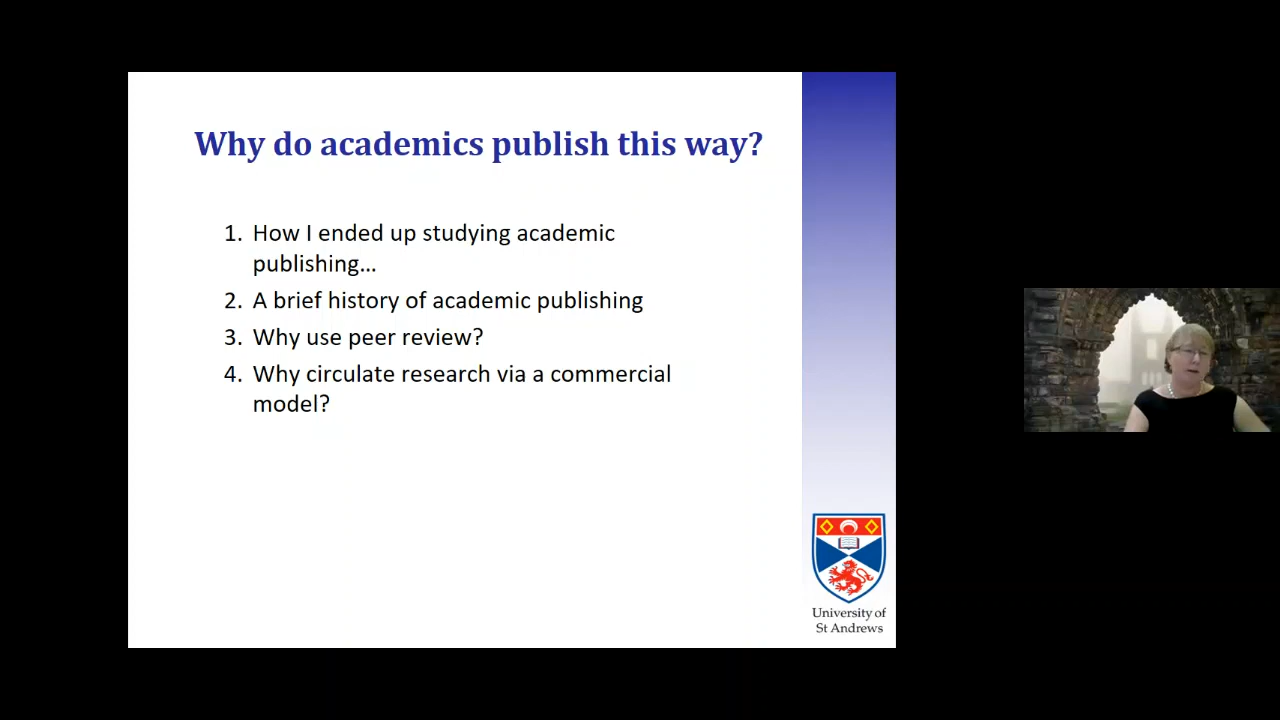 Why do academics publish this way?
1. How I ended up studying academic
publishing…
2. A brief history of academic publishing
3. Why use peer review?
4. Why circulate research via a commercial
model?
University of
St Andrews